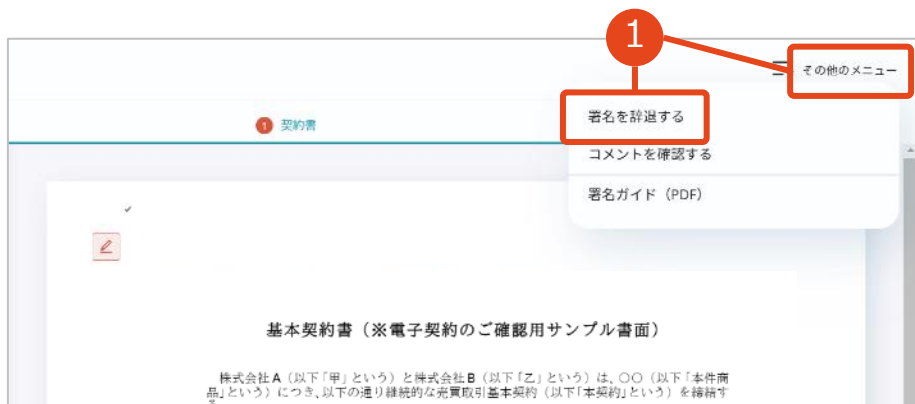 1
その他のメニュー
署名を辞退する
1 契約書
コメントを確認する
署名ガイド（PDF）
基本契約書（※電子契約のご確認用サンプル書面）
株式会社A（以下「甲」という）と株式会社B（以下「乙」という）は、〇〇（以下「本件商
品」という）につき、以下の通り継続的な売買取引基本契約（以下「本契約」という）を締結す